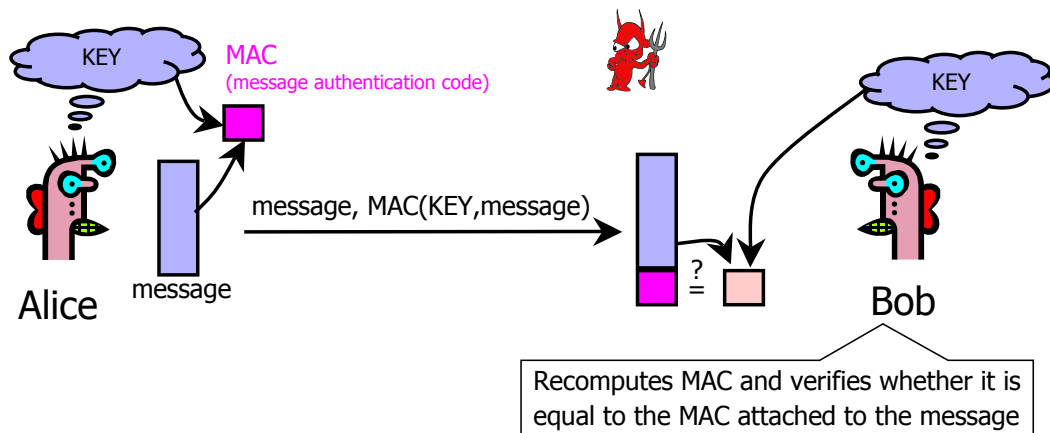 KEY
MAC
(message authentication code)
KEY
message, MAC(KEY,message)
message
?
=
Alice
Bob
Recomputes MAC and verifies whether it is
equal to the MAC attached to the message